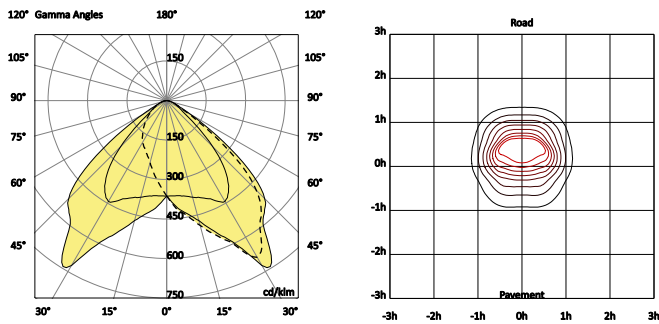 120° Gamma Angles 180° 120°
105° 150 105°
90° 90°
75° 150 75°
60° 300 60°
45° 450 45°
600
750 cd/klm
30° 15° 0° 15° 30°
Road
3h
2h
1h
0h
-1h
-2h
-3h
Pavement
-3h -2h -1h 0h 1h 2h 3h